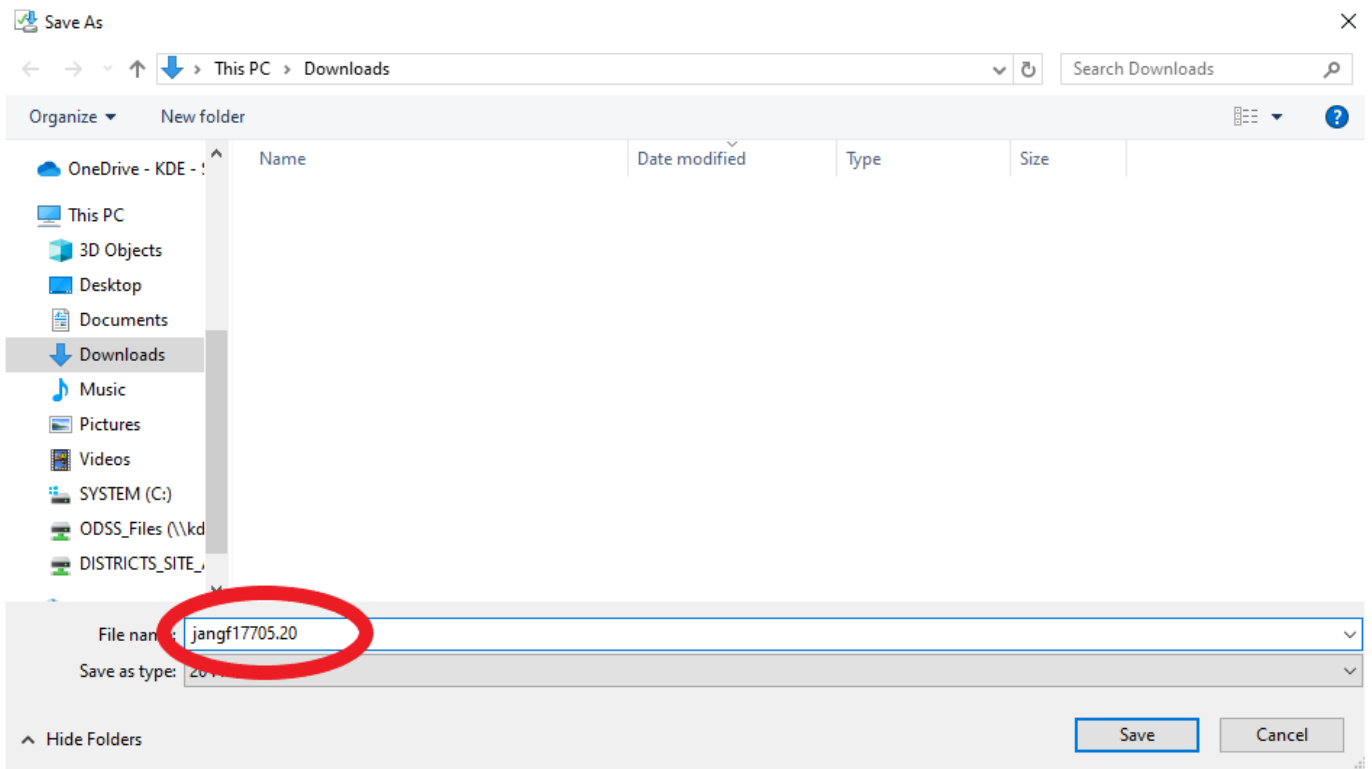 Save As
This PC > Downloads
Search Downloads
Organize
New folder
Name
Date modified
Type
Size
OneDrive - KDE - S
This PC
3D Objects
Desktop
Documents
Downloads
Music
Pictures
Videos
SYSTEM (C:)
ODSS_Files (\\kd
DISTRICTS_SITE_
File name: jangf17705.20
Save as type:
Hide Folders
Save
Cancel